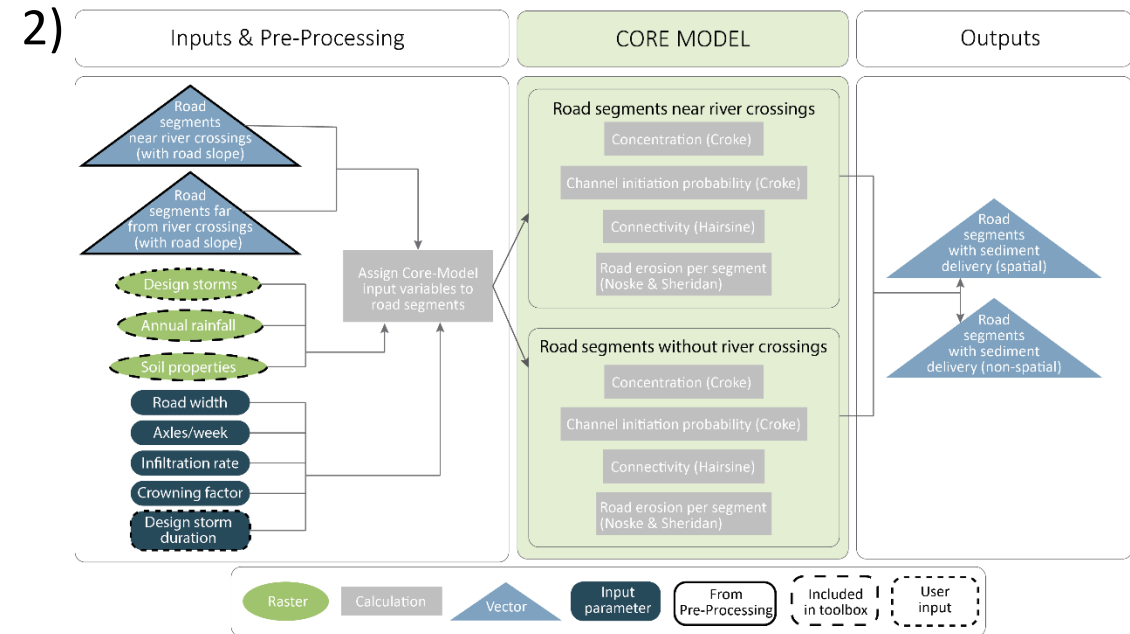 2)
Inputs & Pre-Processing
CORE MODEL
Outputs
Road
segments
near river crossings
(with road slope)
Road
segments far
from river crossings
(with road slope)
Design storms
Annual rainfall
Soil properties
Road width
Axles/week
Infiltration rate
Crowning factor
Design storm
duration
Assign Core-Model
input variables to
road segments
Road segments near river crossings
Concentration (Croke)
Channel initiation probability (Croke)
Connectivity (Hairsine)
Road erosion per segment
(Noske & Sheridan)
Road segments without river crossings
Concentration (Croke)
Channel initiation probability (Croke)
Connectivity (Hairsine)
Road erosion per segment
(Noske & Sheridan)
Road
segments
with sediment
delivery (spatial)
Road
segments
with sediment
delivery (non-spatial)
Raster
Calculation
Vector
Input
parameter
From
Pre-Processing
Included
in toolbox
User
input